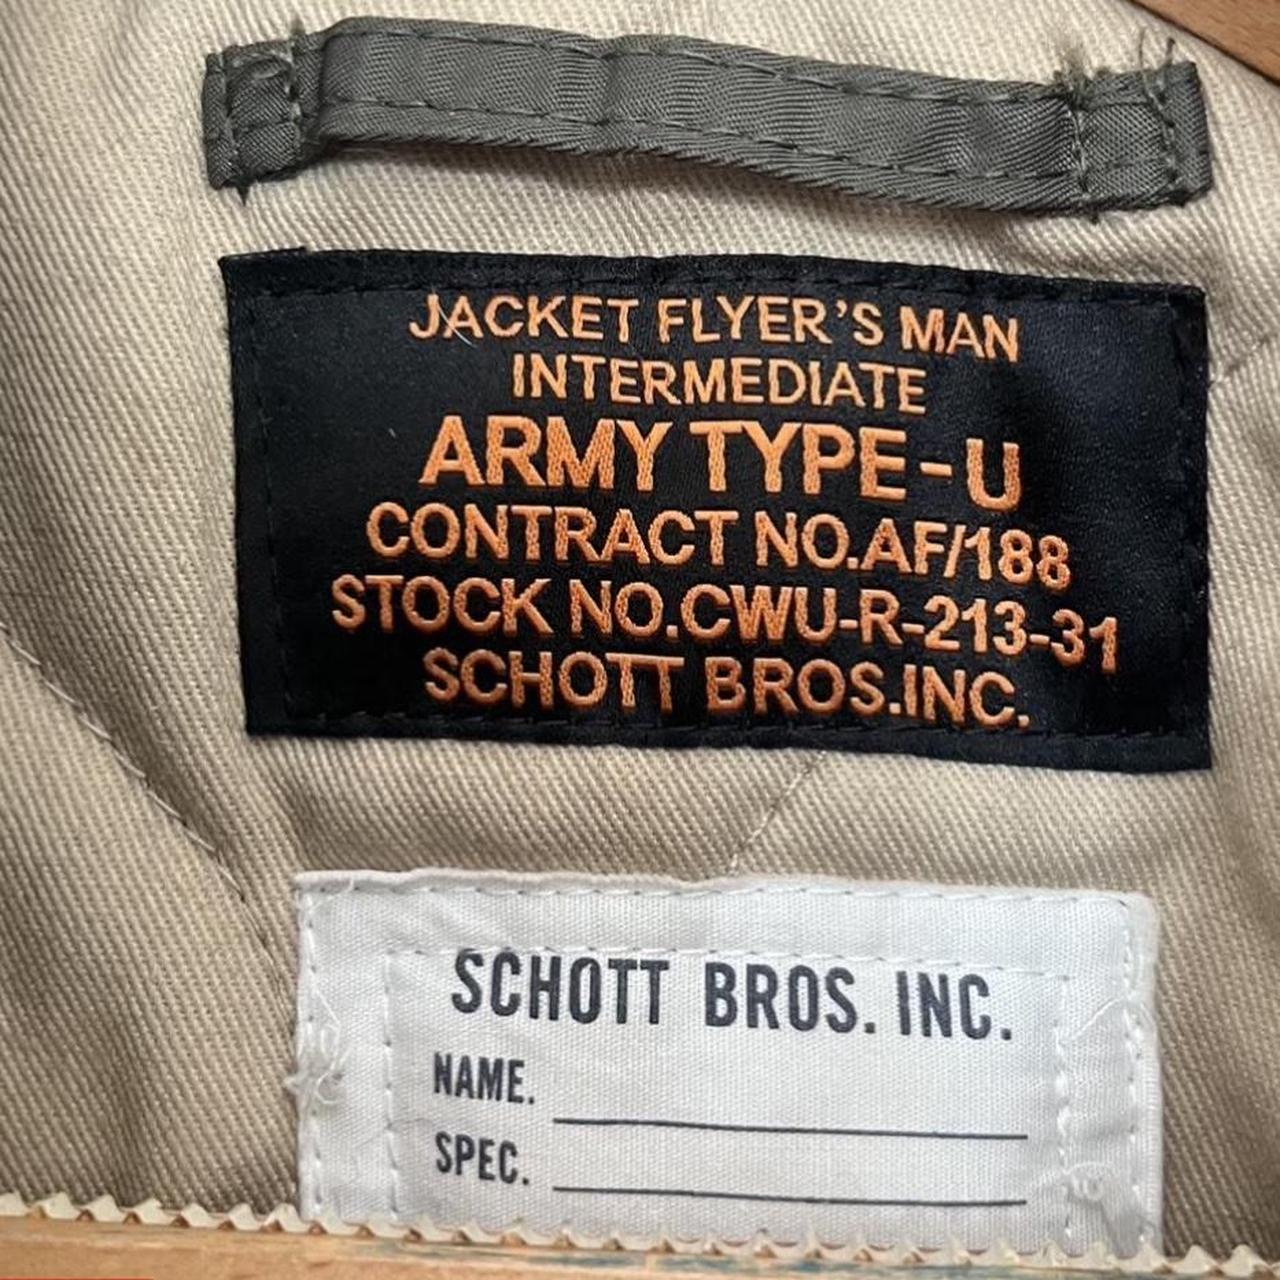 JACKET FLYER'S MAN
INTERMEDIATE
ARMY TYPE-U
CONTRACT NO.AF/188
STOCK NO.CWU-R-213-31
SCHOTT BROS.INC.
SCHOTT BROS. INC.
NAME.
SPEC.